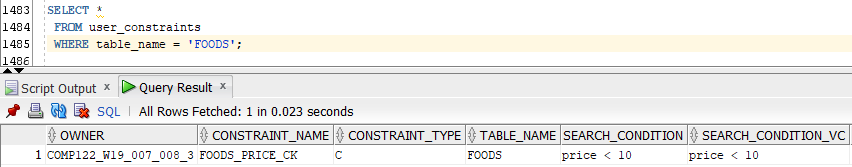 1483 SELECT *
1484 FROM user_constraints
1485 WHERE table_name = 'FOODS';
1486
Script Output x Query Result x
SQL | All Rows Fetched: 1 in 0.023 seconds
OWNER CONSTRAINT_NAME CONSTRAINT_TYPE TABLE_NAME SEARCH_CONDITION SEARCH_CONDITION_VC
1 COMP122_W19_007_008_3 FOODS_PRICE_CK C FOODS price < 10 price < 10